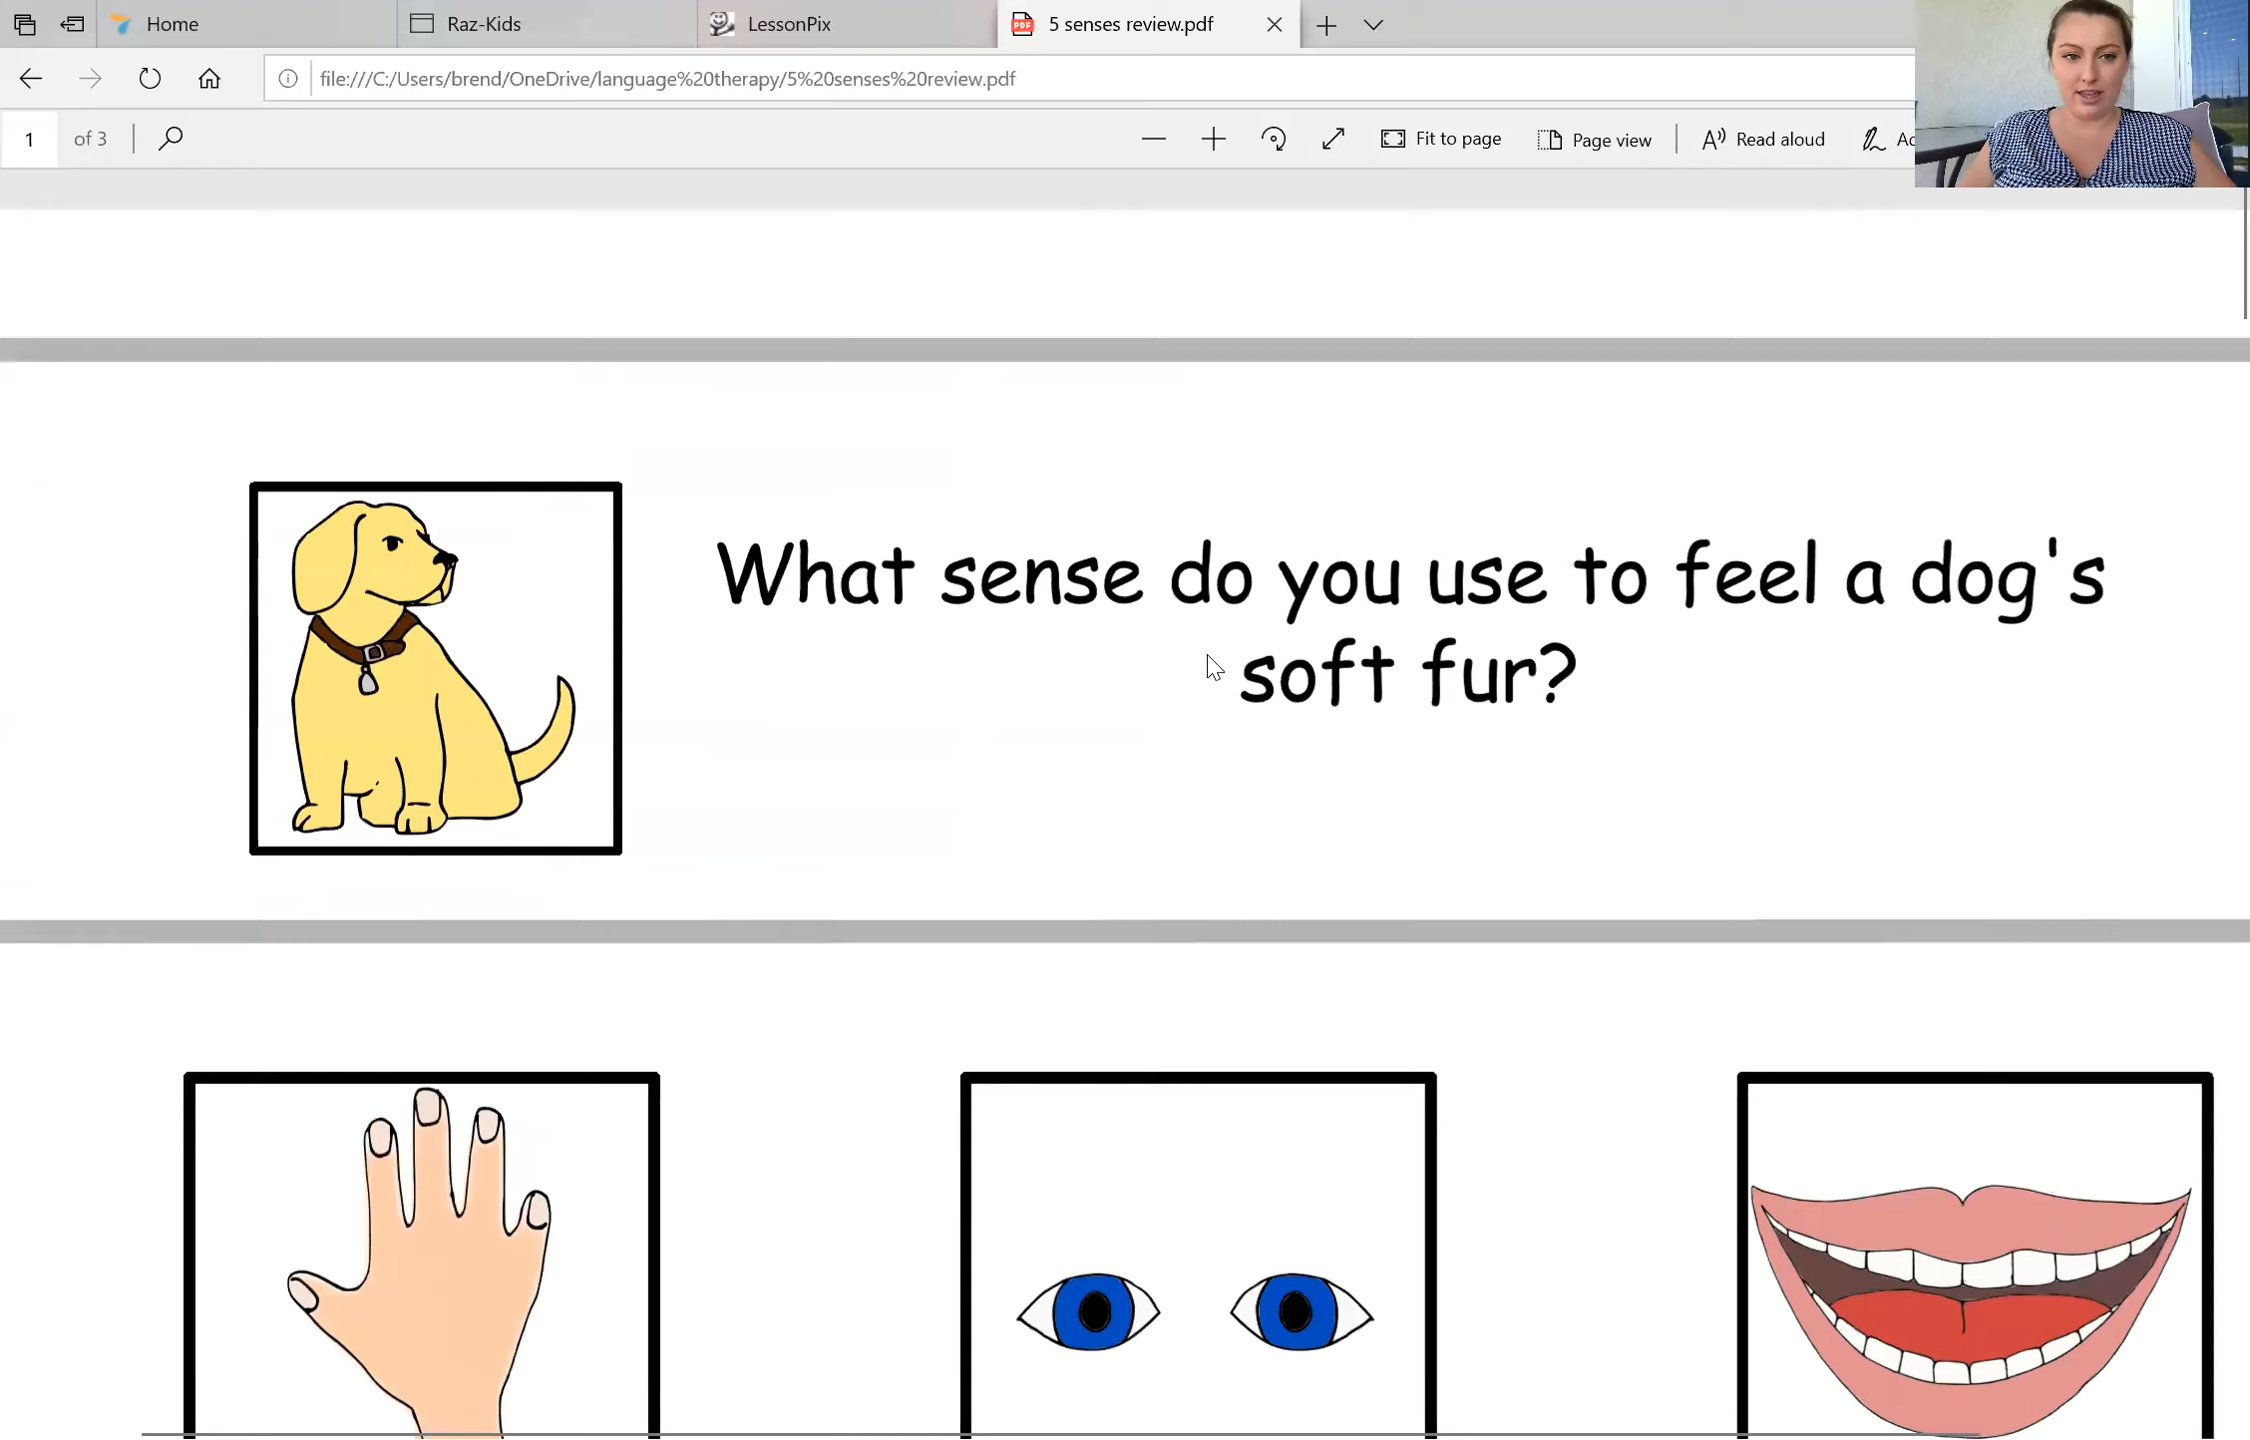 Home
Raz-Kids
LessonPix
5 senses review.pdf
file:///C:/Users/brend/OneDrive/language%20therapy/5%20senses%20review.pdf
1 of 3
Fit to page
Page view
Read aloud
What sense do you use to feel a dog's
soft fur?